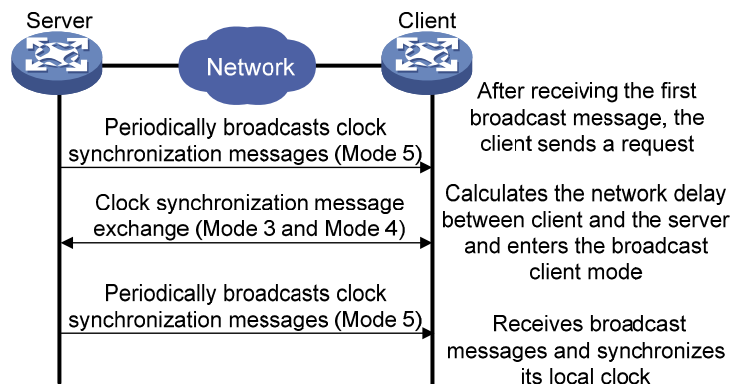 Server
Client
Network
After receiving the first
broadcast message, the
client sends a request
Periodically broadcasts clock
synchronization messages (Mode 5)
Clock synchronization message
exchange (Mode 3 and Mode 4)
Calculates the network delay
between client and the server
and enters the broadcast
client mode
Periodically broadcasts clock
synchronization messages (Mode 5)
Receives broadcast
messages and synchronizes
its local clock